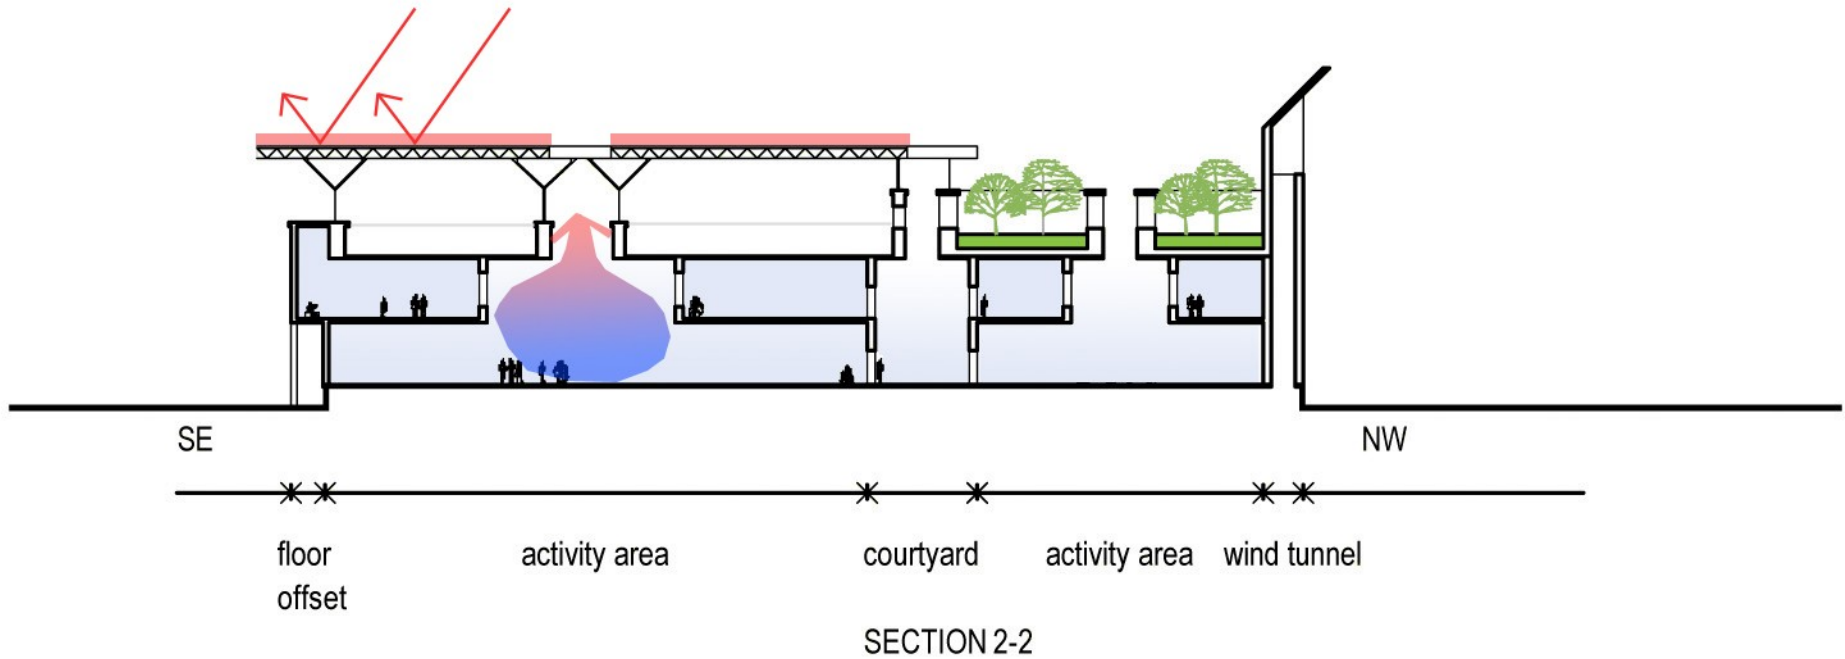 SE
NW
floor
offset
activity area
courtyard
activity area
wind tunnel
SECTION 2-2